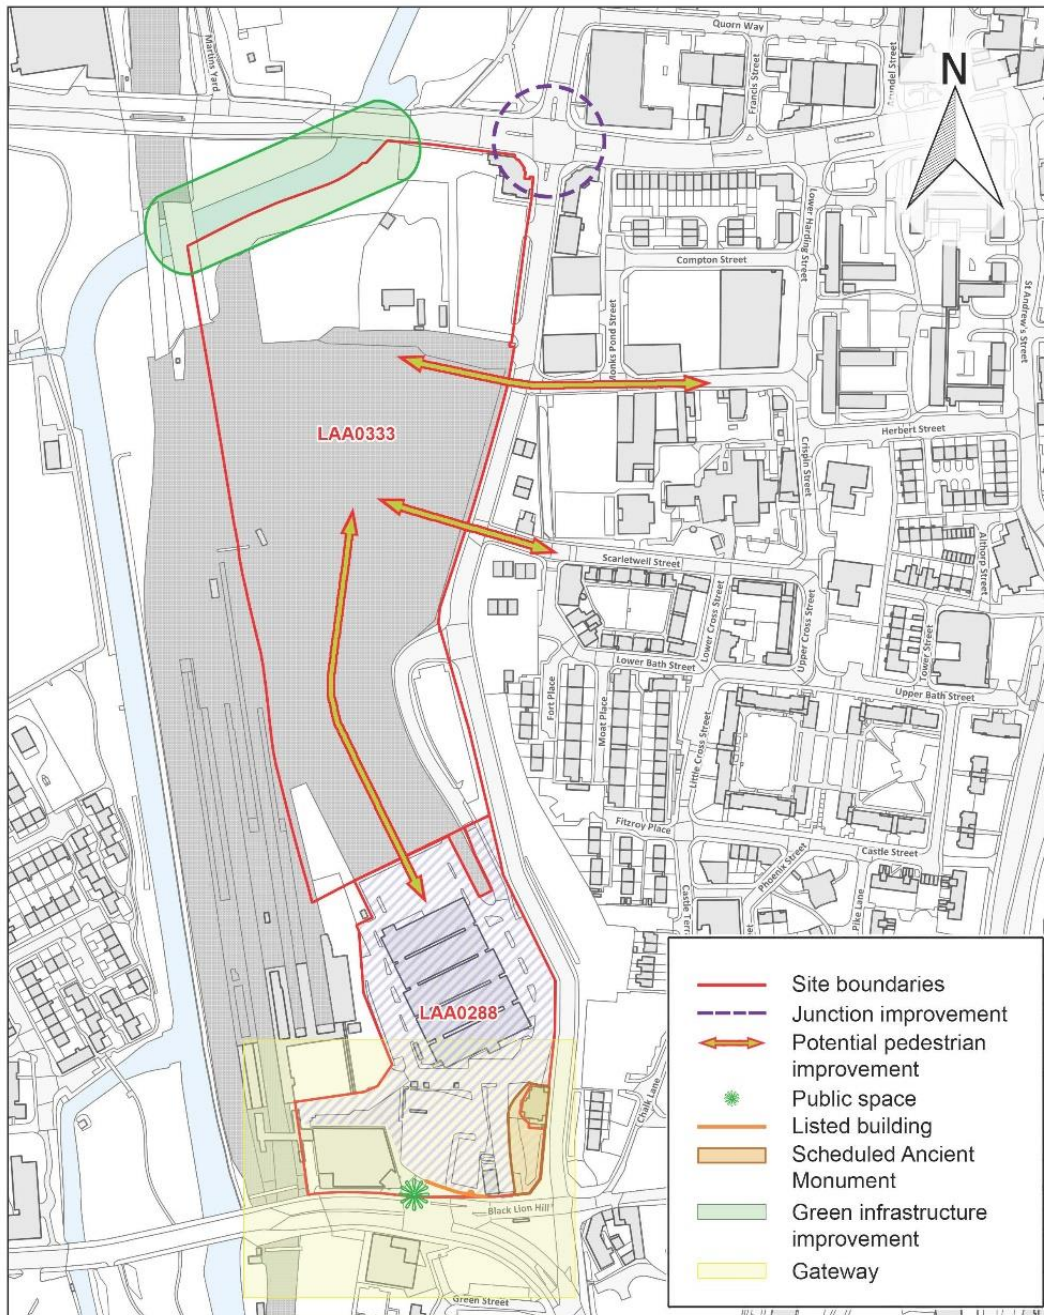 Quorn Way
Martins Yard
Francis Street
Arundel Street
N
Lower Harding Street
Compton Street
St Andrew's Street
Monks Pond Street
LAA0333
Herbert Street
Crispin Street
Althorp Street
Scarletwell Street
Lower Cross Street
Upper Cross Street
Tower Street
Lower Bath Street
Upper Bath Street
Fort Place
Moat Place
Little Cross Street
Fitzroy Place
Castle Street
Phoenix Street
Castle Terr
Pike Lane
LAA0288
Chalk Lane
Black Lion Hill
Green Street
Site boundaries
Junction improvement
Potential pedestrian
improvement
Public space
Listed building
Scheduled Ancient
Monument
Green infrastructure
improvement
Gateway